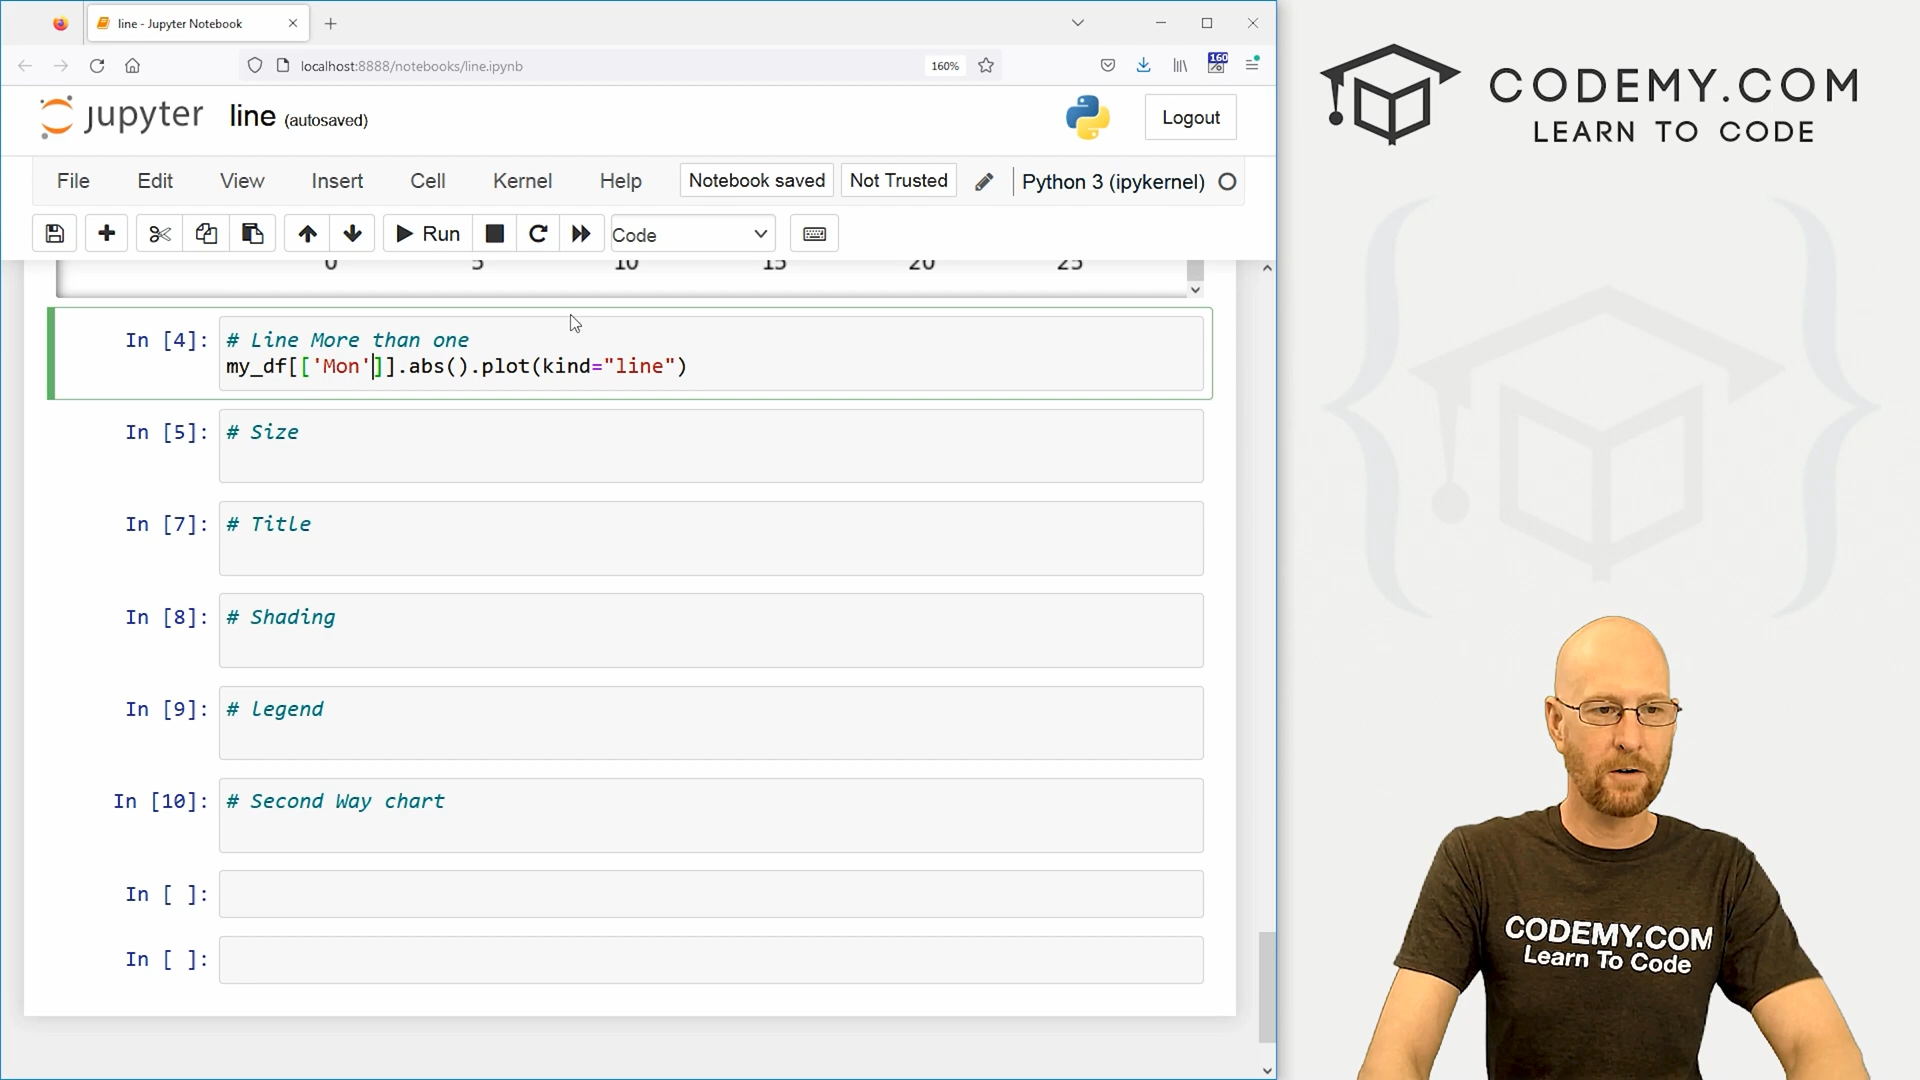 line - Jupyter Notebook
localhost:8888/notebooks/line.ipynb
160%
160
jupyter line (autosaved)
Logout
File Edit View Insert Cell Kernel Help
Notebook saved
Not Trusted
Python 3 (ipykernel)
Run
Code
0 5 10 15 20 25
In [4]: # Line More than one
my_df[['Mon']].abs().plot(kind="line")
In [5]: # Size
In [7]: # Title
In [8]: # Shading
In [9]: # legend
In [10]: # Second Way chart
In [ ]:
In [ ]:
CODEMY.COM
LEARN TO CODE
CODEMY.COM
Learn To Code